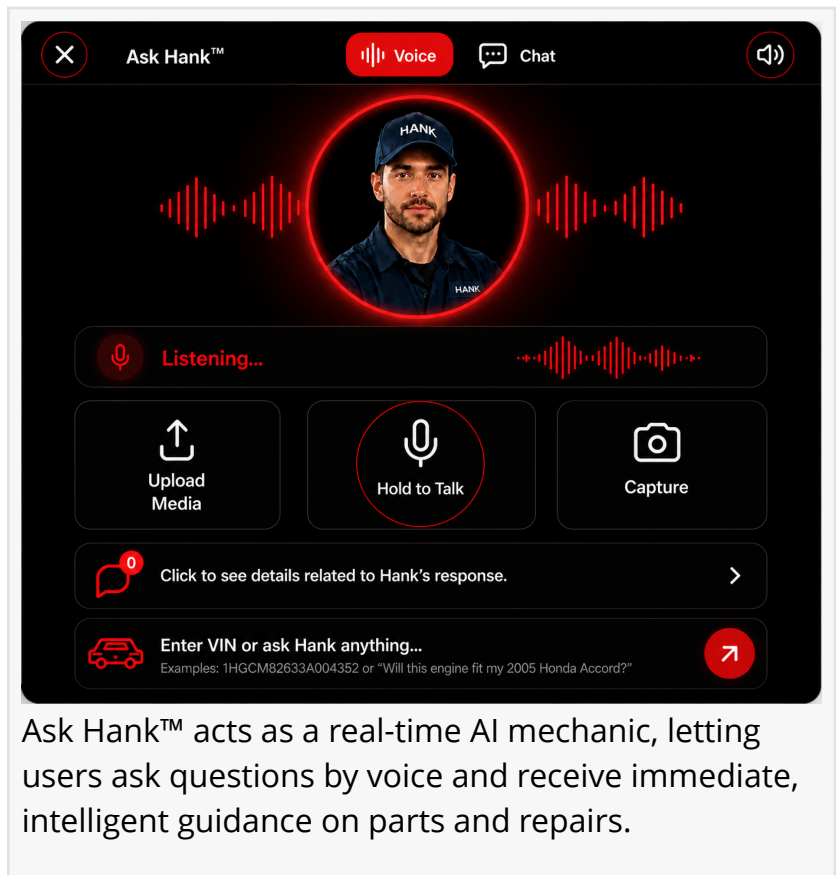 Ask Hank™
Voice
Chat
HANK
HANK
Listening...
Upload
Media
Hold to Talk
Capture
0
Click to see details related to Hank's response.
Enter VIN or ask Hank anything...
Examples: 1HGCM82633A004352 or “Will this engine fit my 2005 Honda Accord?”
Ask Hank™ acts as a real-time AI mechanic, letting
users ask questions by voice and receive immediate,
intelligent guidance on parts and repairs.